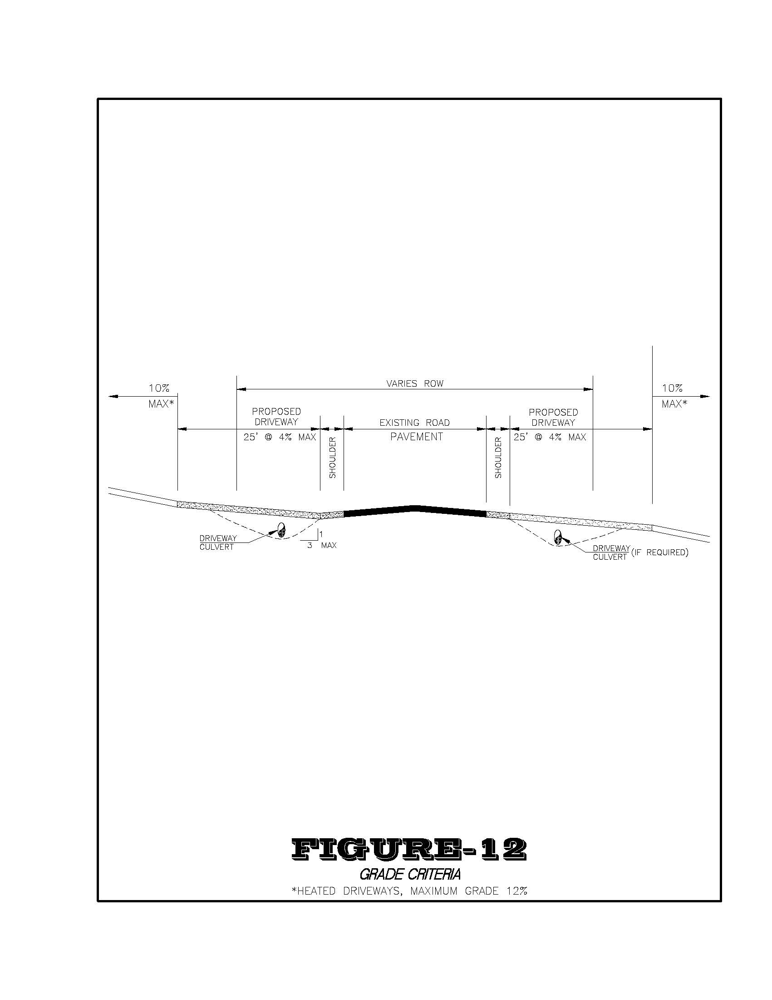 VARIES ROW
10%
MAX*
10%
MAX*
PROPOSED
DRIVEWAY
25' @ 4% MAX
SHOULDER
EXISTING ROAD
PAVEMENT
SHOULDER
PROPOSED
DRIVEWAY
25' @ 4% MAX
DRIVEWAY
CULVERT
1
3 MAX
DRIVEWAY
CULVERT (IF REQUIRED)
FIGURE-12
GRADE CRITERIA
*HEATED DRIVEWAYS, MAXIMUM GRADE 12%